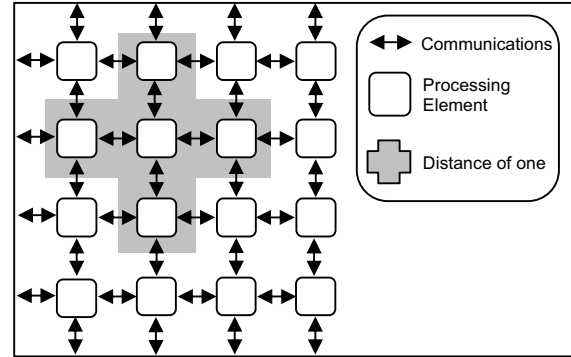 Communications
Processing
Element
Distance of one